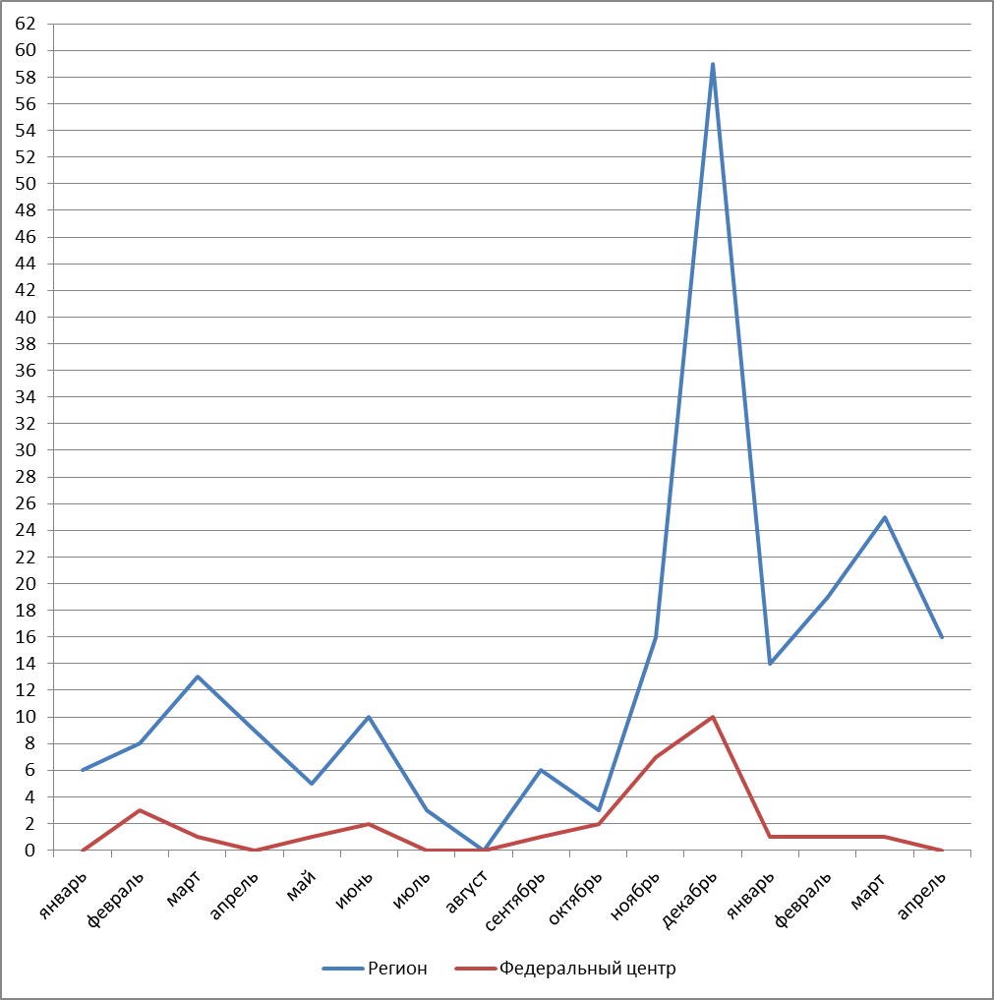 62
60
58
56
54
52
50
48
46
44
42
40
38
36
34
32
30
28
26
24
22
20
18
16
14
12
10
8
6
4
2
0
январь
февраль
март
апрель
май
июнь
июль
август
сентябрь
октябрь
ноябрь
декабрь
январь
февраль
март
апрель
Регион
Федеральный центр